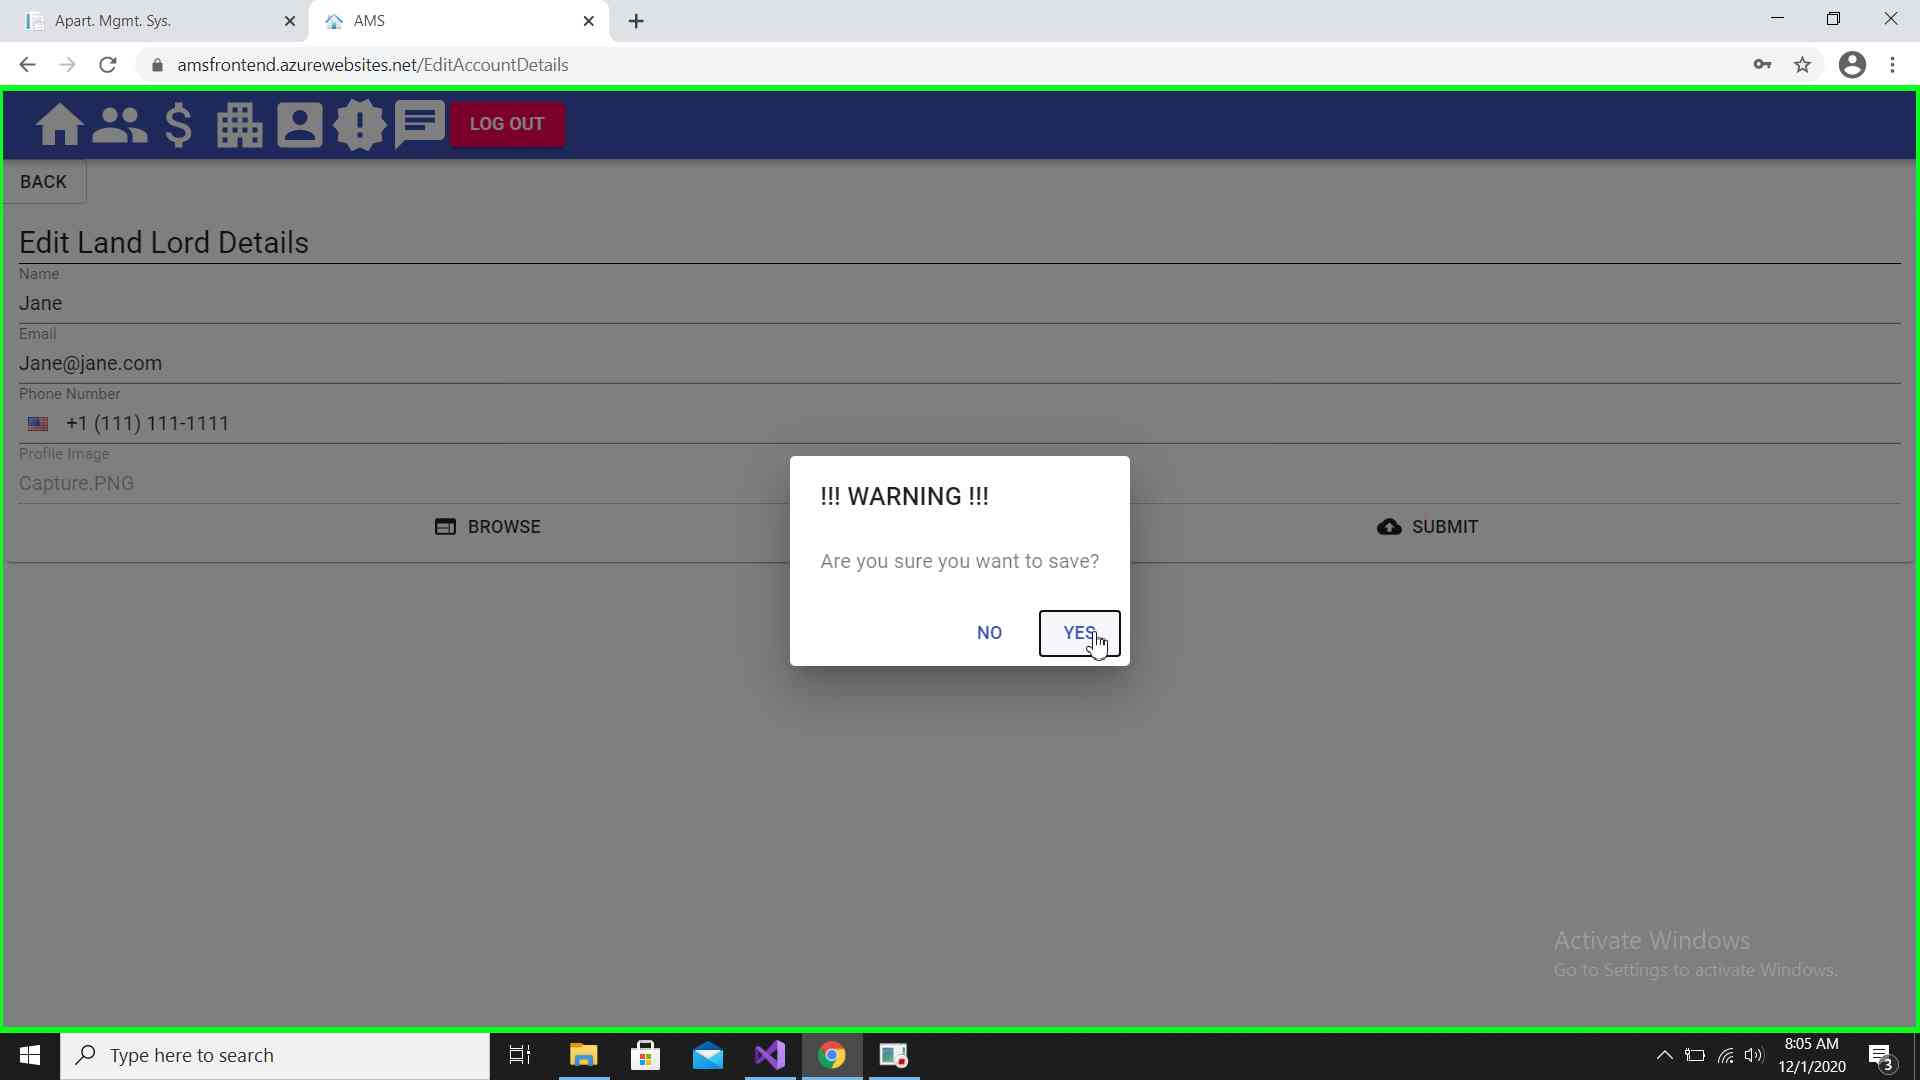 Apart. Mgmt. Sys.
AMS
amsfrontend.azurewebsites.net/EditAccountDetails
LOG OUT
BACK
Edit Land Lord Details
Name
Jane
Email
Jane@jane.com
Phone Number
+1 (111) 111-1111
Profile Image
Capture.PNG
BROWSE
SUBMIT
!!! WARNING !!!
Are you sure you want to save?
NO
YES
Activate Windows
Go to Settings to activate Windows.
Type here to search
8:05 AM
12/1/2020
3